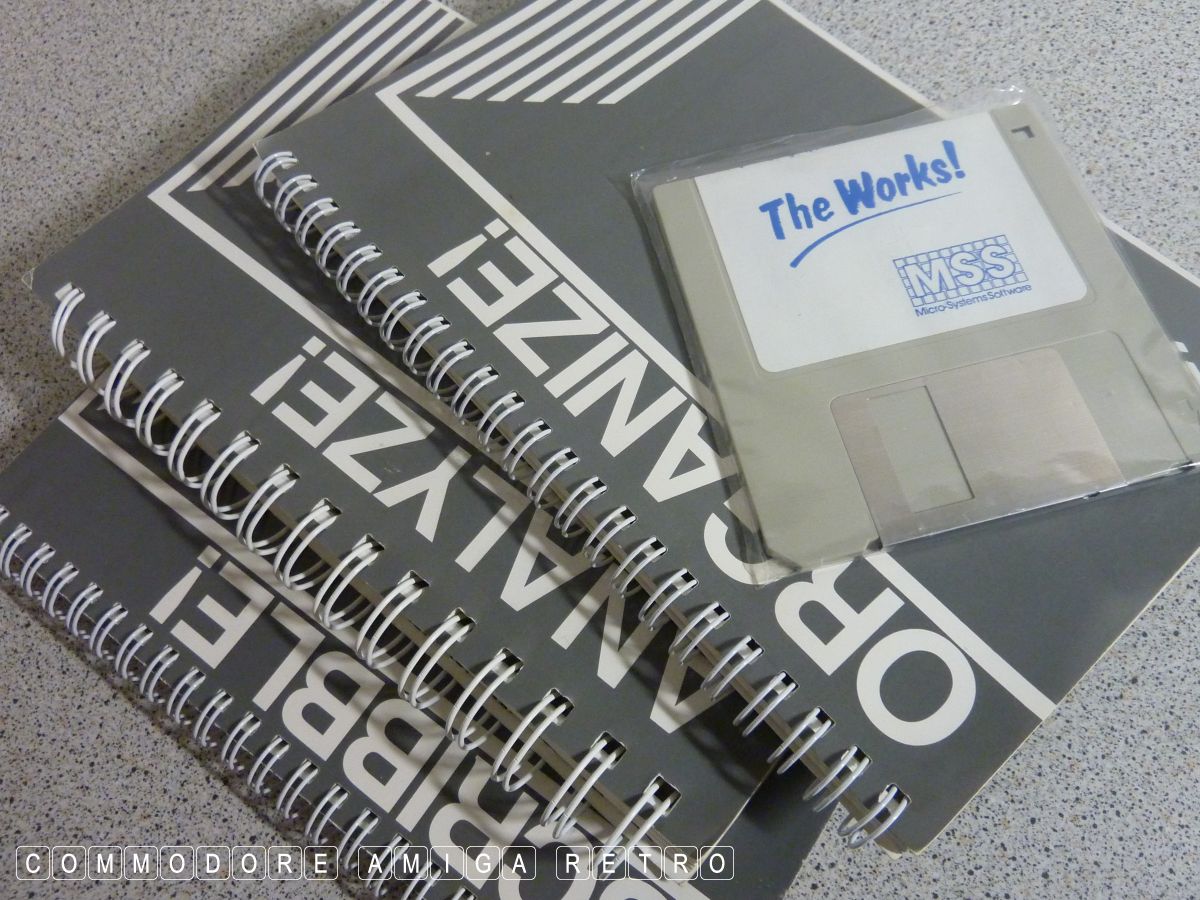 The Works!
MSS
Micro-Systems Software
ORGANIZE!
ANALYZE!
SCRIBBLE!
COMMODORE AMIGA RETRO